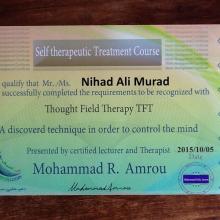 Self therapeutic Treatment Course
qualify that Mr. /Ms. Nihad Ali Murad
successfully completed the requirements to be recognized with
Thought Field Therapy TFT
A discoverd technique in order to control the mind
Presented by certified lecturer and Therapist 2015/10/05
Date
Mohammad R. Amrou